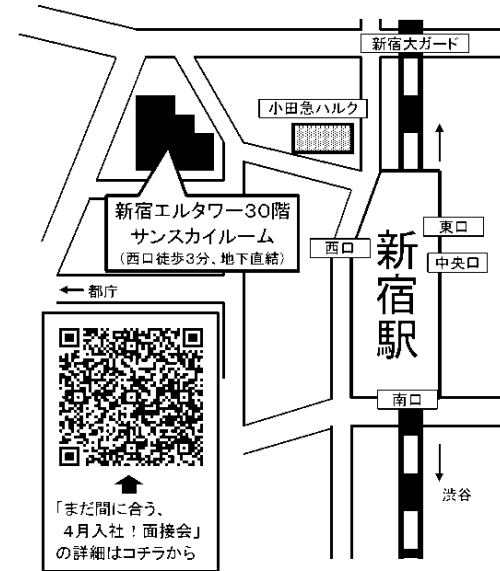 新宿大ガード
小田急ハルク
新宿エルタワー30階
サンスカイルーム
(西口徒歩3分、地下直結)
西口
東口
中央口
新宿駅
←都庁
南口
渋谷
「まだ間に合う、
4月入社!面接会」
の詳細はコチラから